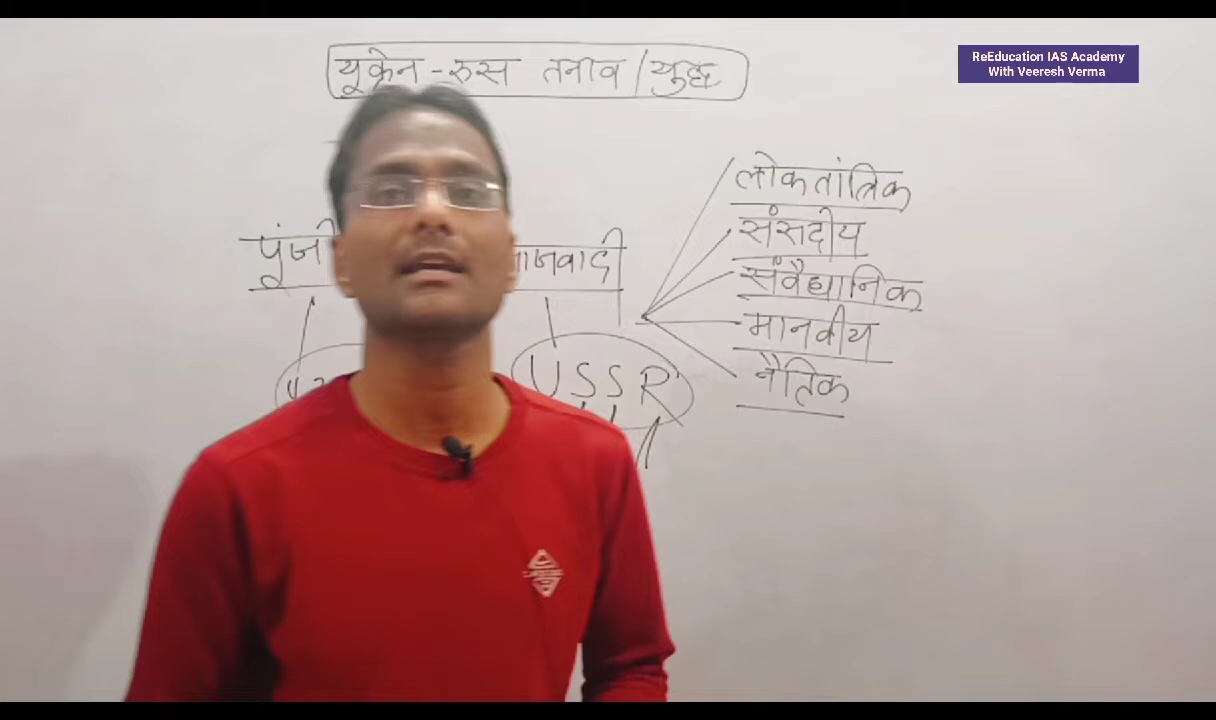 यूक्रेन - रुस तनाव / युद्ध
ReEducation IAS Academy
With Veeresh Verma
लोकतांत्रिक
संसदीय
संवैधानिक
मानवीय
नैतिक
USSR